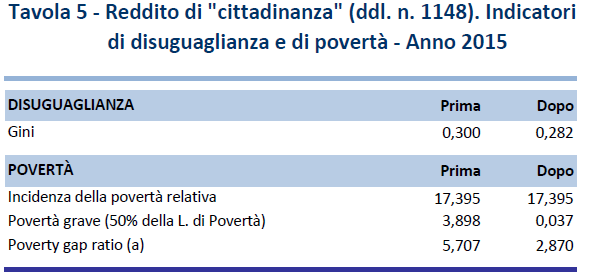 Tavola 5 - Reddito di "cittadinanza" (ddl. n. 1148). Indicatori
di disuguaglianza e di povertà - Anno 2015
DISUGUAGLIANZA Prima Dopo
Gini 0,300 0,282
POVERTÀ Prima Dopo
Incidenza della povertà relativa 17,395 17,395
Povertà grave (50% della L. di Povertà) 3,898 0,037
Poverty gap ratio (a) 5,707 2,870